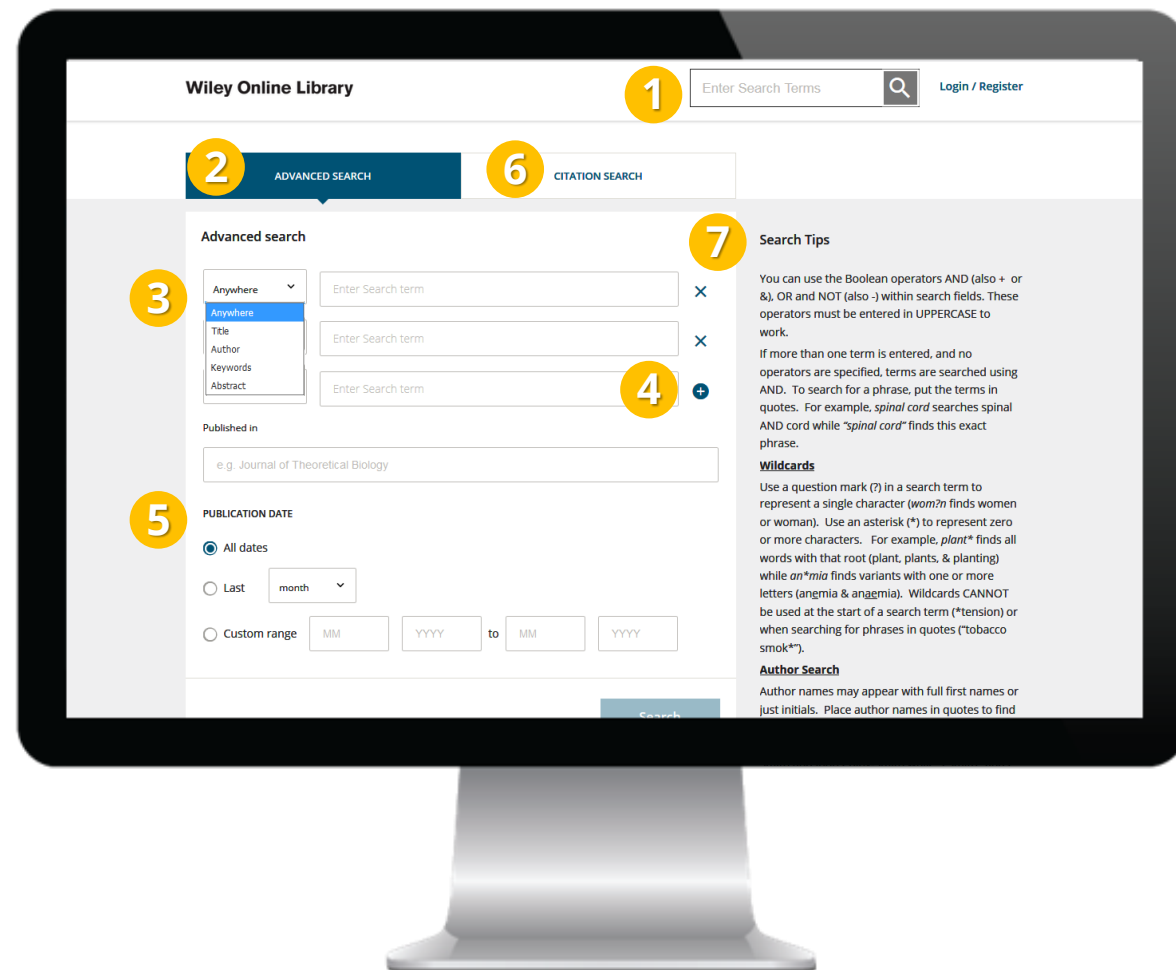 Wiley Online Library
1
Enter Search Terms
Login / Register
2
ADVANCED SEARCH
6
CITATION SEARCH
Advanced search
3
Anywhere
Enter Search term
Anywhere
Title
Author
Keywords
Abstract
Enter Search term
Enter Search term
4
Published in
e.g. Journal of Theoretical Biology
5
PUBLICATION DATE
All dates
Last
month
Custom range
MM
YYYY
to
MM
YYYY
Search
7
Search Tips
You can use the Boolean operators AND (also + or
&), OR and NOT (also -) within search fields. These
operators must be entered in UPPERCASE to
work.
If more than one term is entered, and no
operators are specified, terms are searched using
AND. To search for a phrase, put the terms in
quotes. For example, spinal cord searches spinal
AND cord while “spinal cord” finds this exact
phrase.
Wildcards
Use a question mark (?) in a search term to
represent a single character (wom?n finds women
or woman). Use an asterisk (*) to represent zero
or more characters. For example, plant* finds all
words with that root (plant, plants, & planting)
while an*mia finds variants with one or more
letters (anemia & anaemia). Wildcards CANNOT
be used at the start of a search term (*tension) or
when searching for phrases in quotes (“tobacco
smok*”).
Author Search
Author names may appear with full first names or
just initials. Place author names in quotes to find